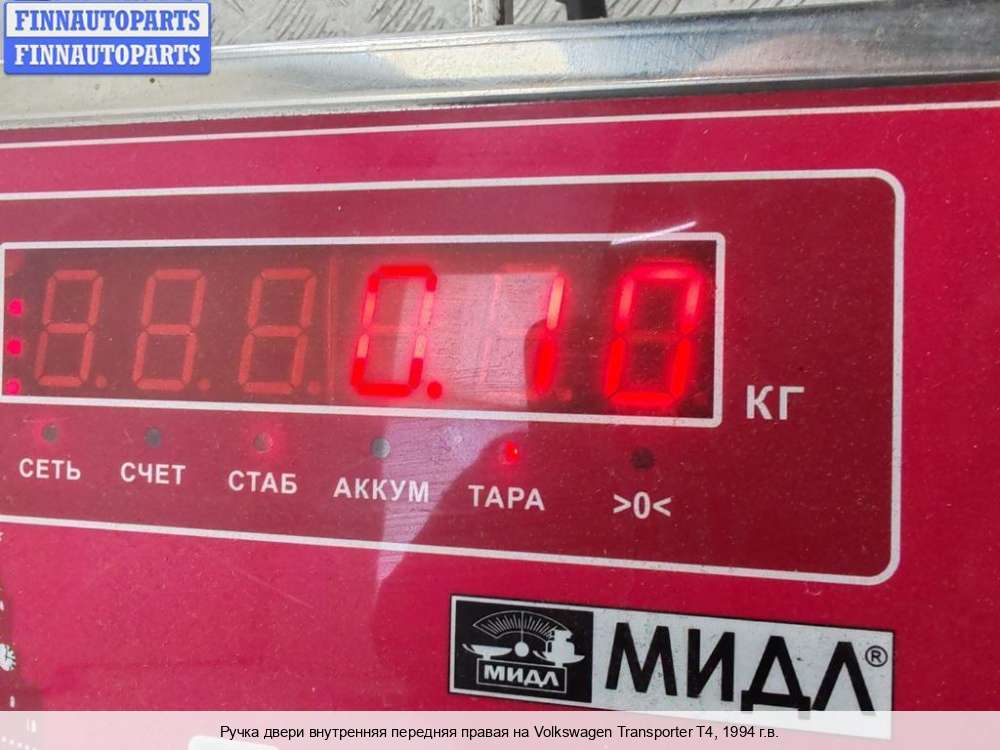 FINNAUTOPARTS
FINNAUTOPARTS
0.10
КГ
СЕТЬ СЧЕТ СТАБ АККУМ ТАРА >0<
МИДЛ МИДЛ®
Ручка двери внутренняя передняя правая на Volkswagen Transporter T4, 1994 г.в.